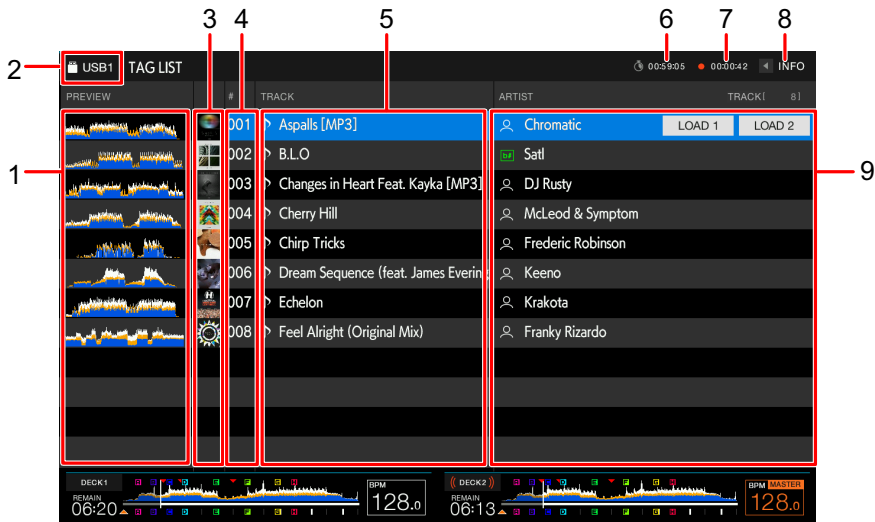 3 4 5 6 7 8
2 USB1 TAG LIST 00:59:05 00:00:42 INFO
PREVIEW # TRACK ARTIST TRACK[ 8]
001 Aspalls [MP3] Chromatic LOAD 1 LOAD 2
002 B.L.O Satl
1 003 Changes in Heart Feat. Kayka [MP3] DJ Rusty 9
004 Cherry Hill McLeod & Symptom
005 Chirp Tricks Frederic Robinson
006 Dream Sequence (feat. James Evering Keeno
007 Echelon Krakota
008 Feel Alright (Original Mix) Franky Rizardo
DECK1 BPM DECK2 BPM MASTER
REMAIN 128.0 REMAIN 128.0
06:20 06:13